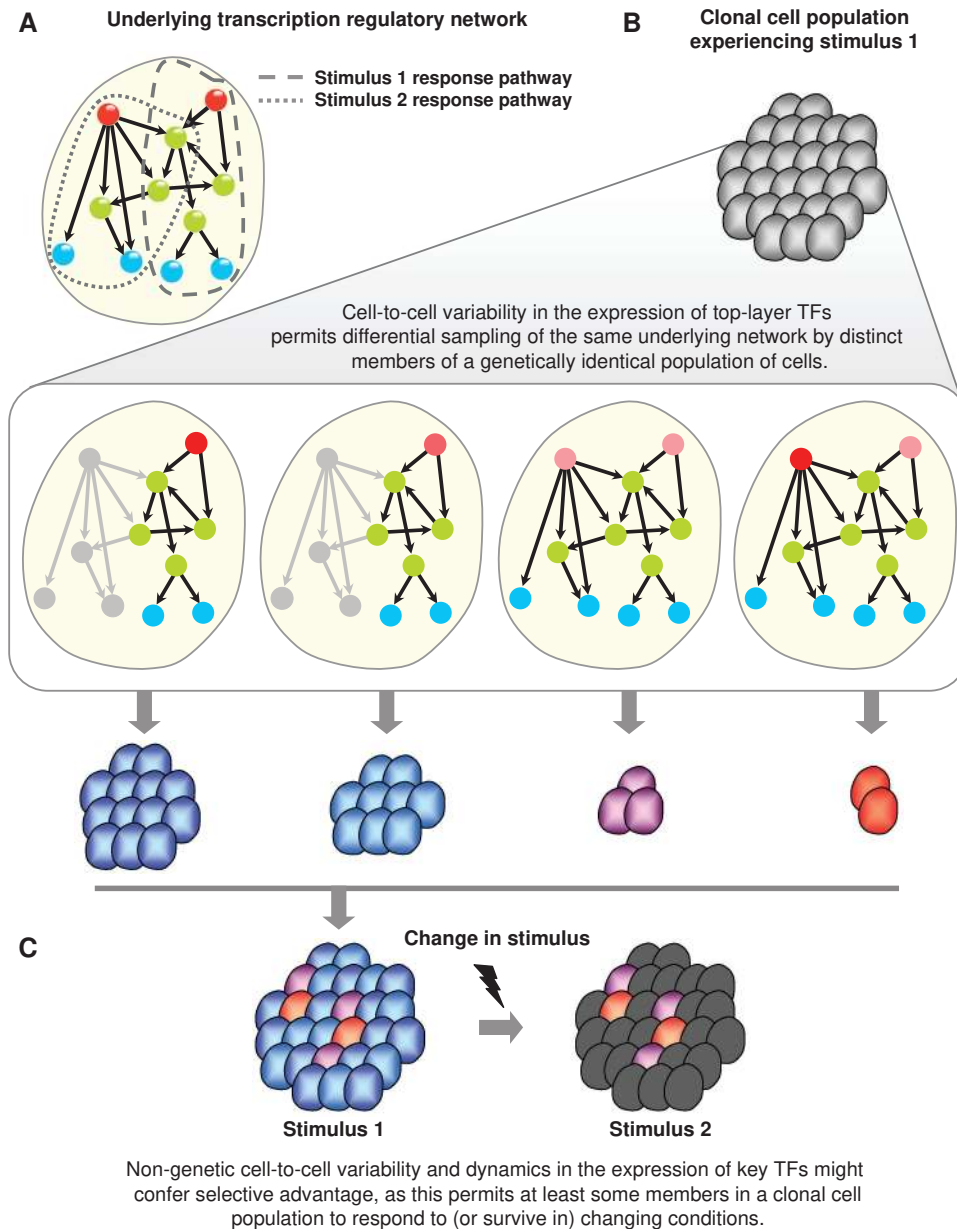 A
Underlying transcription regulatory network
B
Clonal cell population
experiencing stimulus 1
Stimulus 1 response pathway
Stimulus 2 response pathway
Cell-to-cell variability in the expression of top-layer TFs
permits differential sampling of the same underlying network by distinct
members of a genetically identical population of cells.
C
Change in stimulus
Stimulus 1
Stimulus 2
Non-genetic cell-to-cell variability and dynamics in the expression of key TFs might
confer selective advantage, as this permits at least some members in a clonal cell
population to respond to (or survive in) changing conditions.